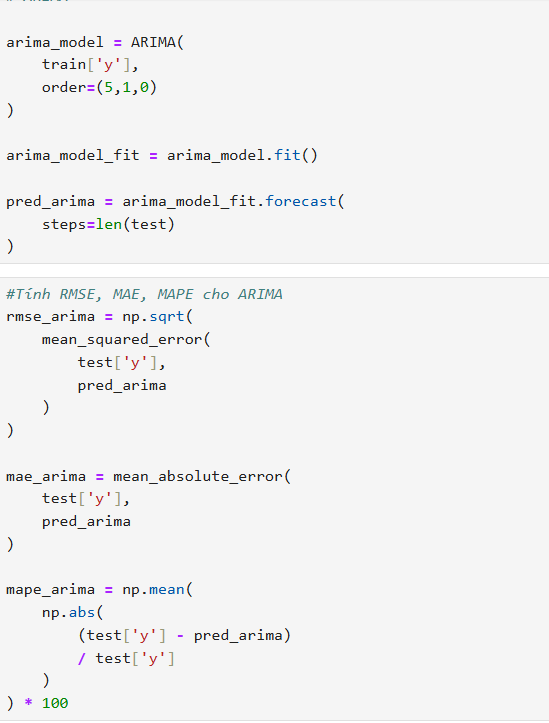 arima_model = ARIMA(
    train['y'],
    order=(5,1,0)
)

arima_model_fit = arima_model.fit()

pred_arima = arima_model_fit.forecast(
    steps=len(test)
)

#Tính RMSE, MAE, MAPE cho ARIMA
rmse_arima = np.sqrt(
    mean_squared_error(
        test['y'],
        pred_arima
    )
)

mae_arima = mean_absolute_error(
    test['y'],
    pred_arima
)

mape_arima = np.mean(
    np.abs(
        (test['y'] - pred_arima)
        / test['y']
    )
) * 100